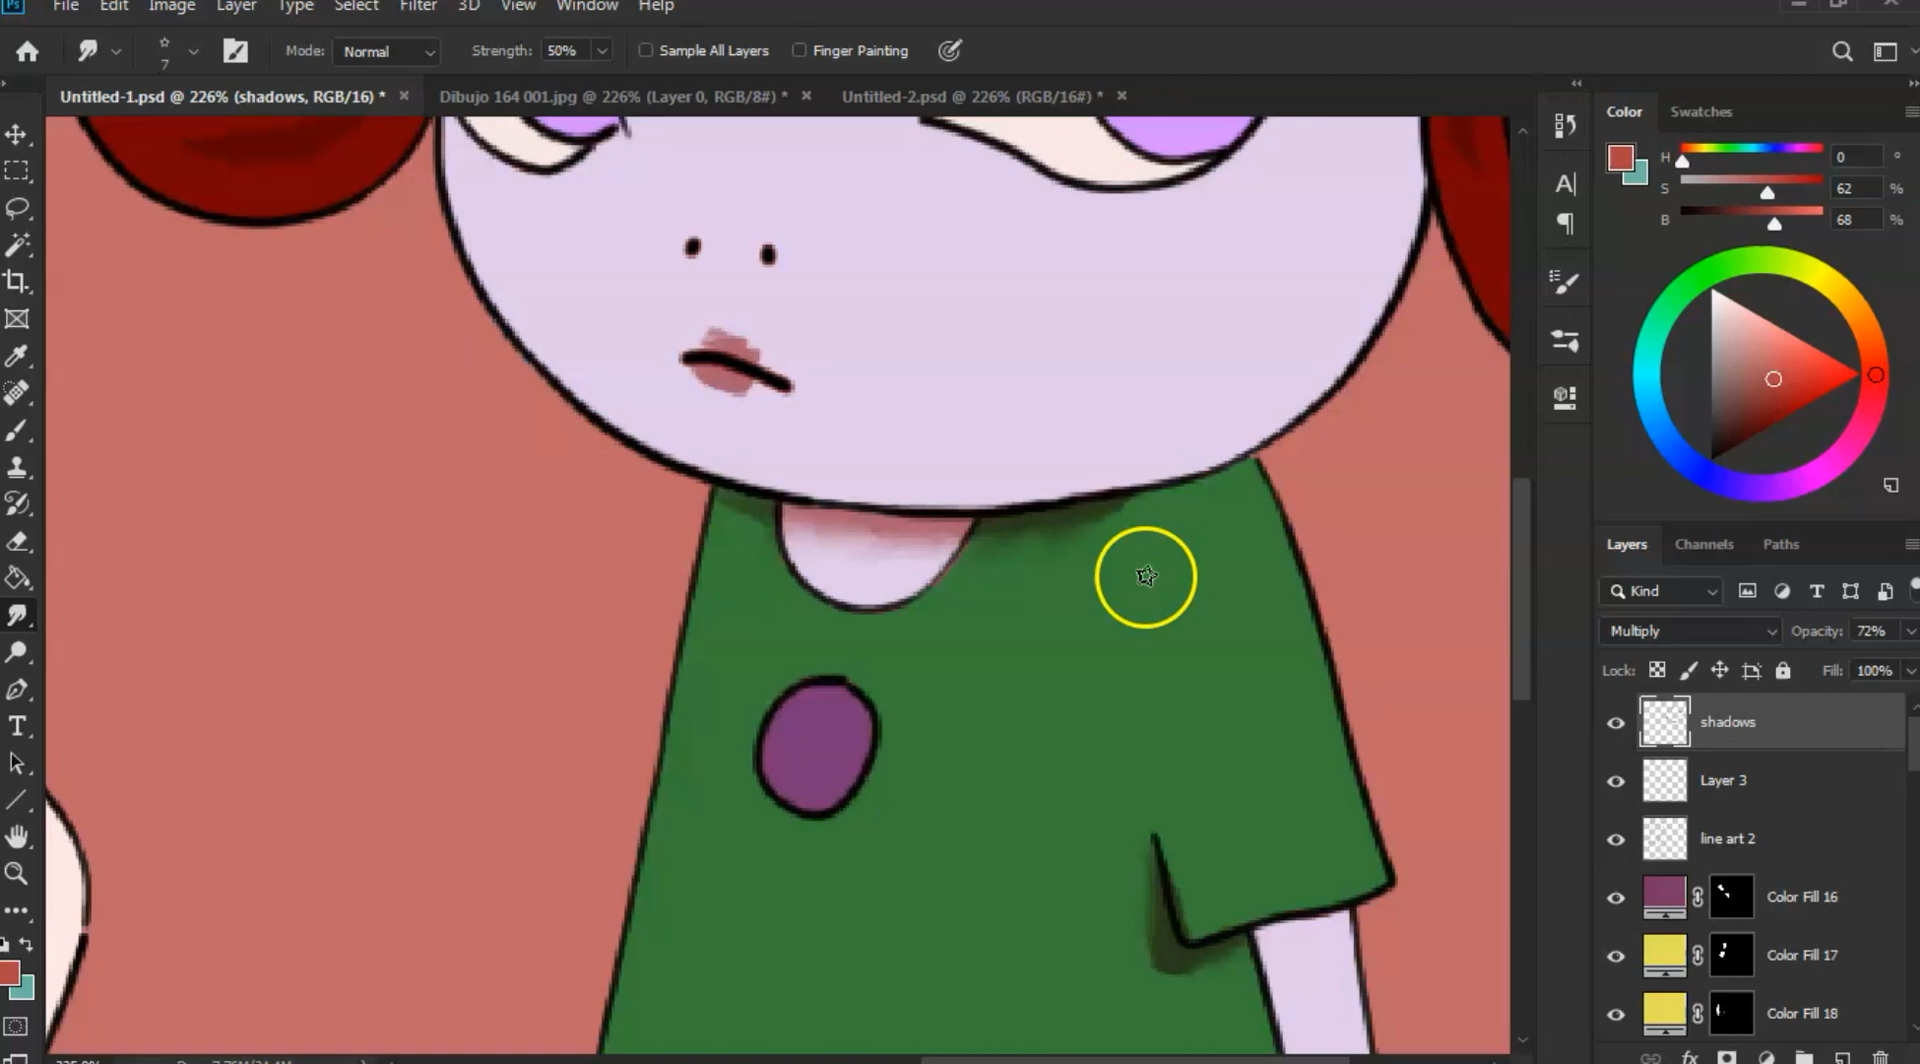 Ps File Edit Image Layer Type Select Filter 3D View Window Help
7 Mode: Normal Strength: 50% Sample All Layers Finger Painting
Untitled-1.psd @ 226% (shadows, RGB/16) * × Dibujo 164 001.jpg @ 226% (Layer 0, RGB/8#) * × Untitled-2.psd @ 226% (RGB/16#) * ×
Color Swatches
H 0 °
S 62 %
B 68 %
Layers Channels Paths
Kind
Multiply Opacity: 72%
Lock: Fill: 100%
shadows
Layer 3
line art 2
Color Fill 16
Color Fill 17
Color Fill 18
fx